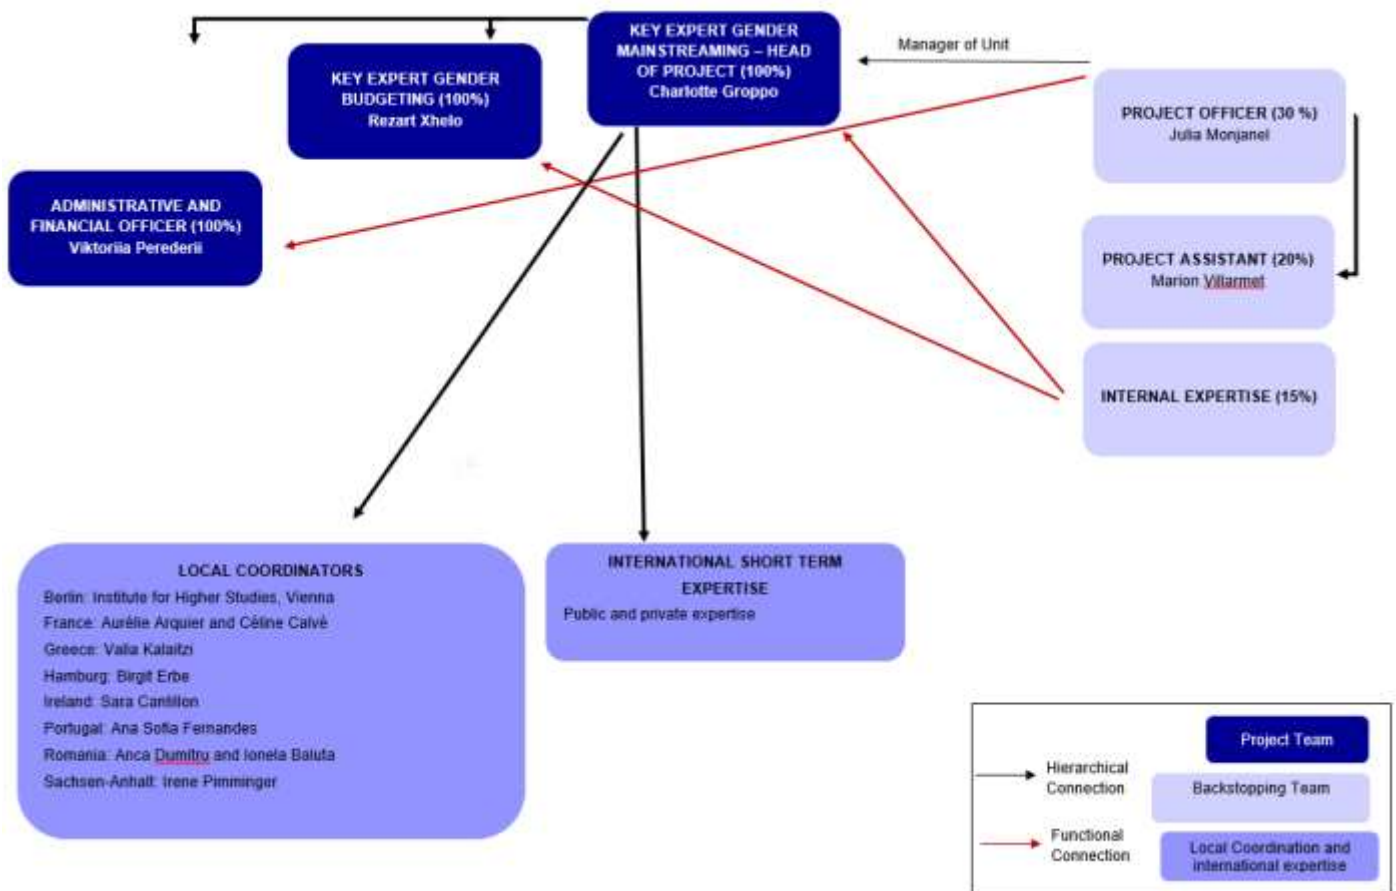 KEY EXPERT GENDER
MAINSTREAMING – HEAD
OF PROJECT (100%)
Charlotte Groppo
Manager of Unit
KEY EXPERT GENDER
BUDGETING (100%)
Rezart Xhelo
PROJECT OFFICER (30 %)
Julia Monjanel
ADMINISTRATIVE AND
FINANCIAL OFFICER (100%)
Viktoriia Perederii
PROJECT ASSISTANT (20%)
Marion Villarmet
INTERNAL EXPERTISE (15%)
LOCAL COORDINATORS
Berlin: Institute for Higher Studies, Vienna
France: Aurélie Arquier and Céline Calvé
Greece: Valia Kalaitzi
Hamburg: Birgit Erbe
Ireland: Sara Cantillon
Portugal: Ana Sofia Fernandes
Romania: Anca Dumitru and Ionela Baluta
Sachsen-Anhalt: Irene Pimminger
INTERNATIONAL SHORT TERM
EXPERTISE
Public and private expertise
Hierarchical
Connection
Functional
Connection
Project Team
Backstopping Team
Local Coordination and
international expertise